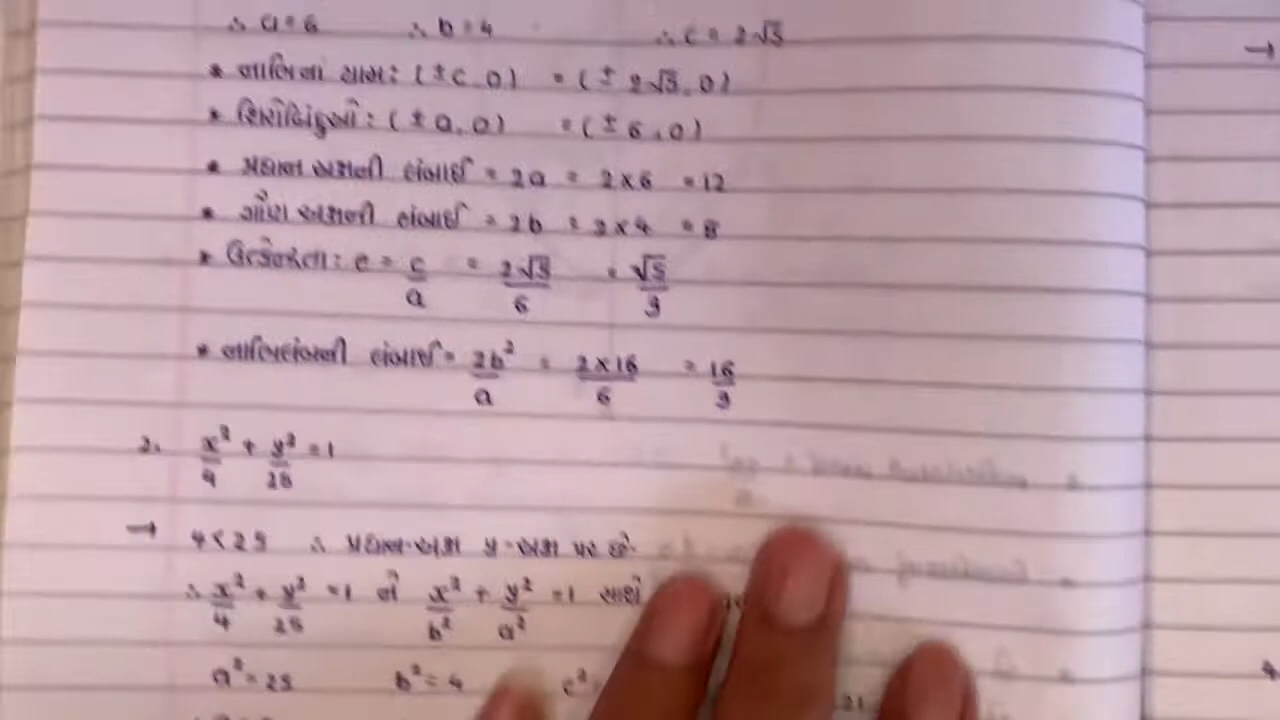 ∴ a = 6 ∴ b = 4 ∴ c = 2√5
* નાભિનાં યામ: (±c, 0) = (±2√5, 0)
* શિરોબિંદુઓ: (±a, 0) = (±6, 0)
* પ્રધાન અક્ષની લંબાઈ = 2a = 2×6 = 12
* ગૌણ અક્ષની લંબાઈ = 2b = 2×4 = 8
* ઉત્કેન્દ્રતા: e = c/a = 2√5/6 = √5/3
* નાભિલંબની લંબાઈ = 2b²/a = 2×16/6 = 16/3
2. x²/4 + y²/25 = 1
→ 4<25 ∴ પ્રધાન-અક્ષ y-અક્ષ પર છે.
∴ x²/4 + y²/25 = 1 ને x²/b² + y²/a² = 1 સાથે
a² = 25 b² = 4 c² =